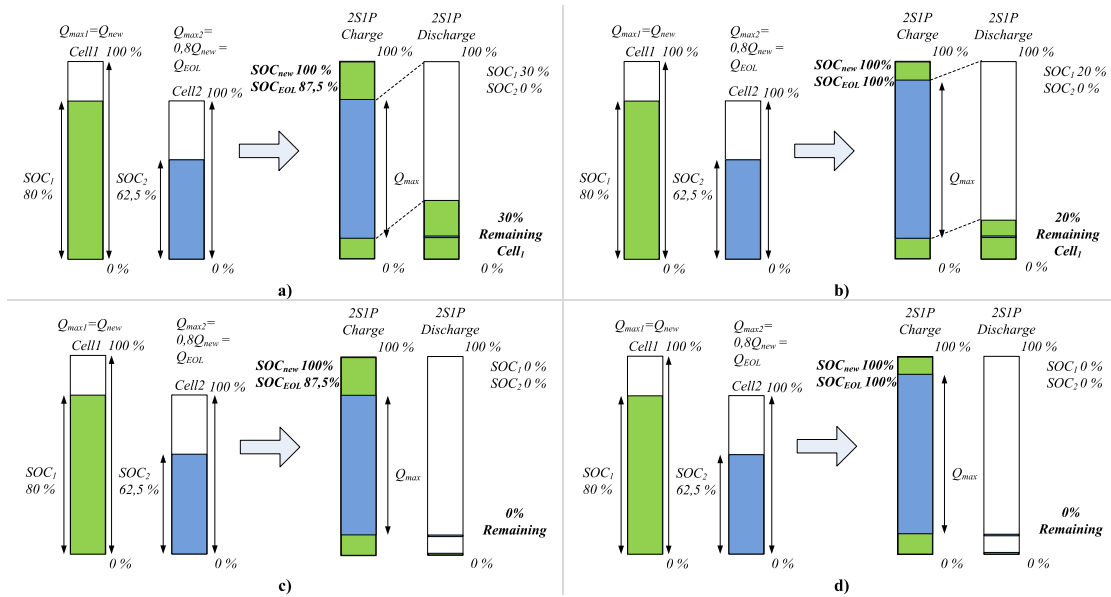 Qmax1=Qnew
Cell1
100 %
SOC1
80 %
0 %
Qmax2=
0,8Qnew =
QEOL
Cell2
100 %
SOC2
62,5 %
0 %
2S1P
Charge
100 %
SOCnew 100 %
SOCEOL 87,5 %
Qmax
0 %
2S1P
Discharge
100 %
SOC1 30 %
SOC2 0 %
30%
Remaining
Cell1
0 %
a)
Qmax1=Qnew
Cell1
100 %
SOC1
80 %
0 %
Qmax2=
0,8Qnew =
QEOL
Cell2
100 %
SOC2
62,5 %
0 %
2S1P
Charge
100 %
SOCnew 100%
SOCEOL 100%
Qmax
0 %
2S1P
Discharge
100 %
SOC1 20 %
SOC2 0 %
20%
Remaining
Cell1
0 %
b)
Qmax1=Qnew
Cell1
100 %
SOC1
80 %
0 %
Qmax2=
0,8Qnew =
QEOL
Cell2
100 %
SOC2
62,5 %
0 %
2S1P
Charge
100 %
SOCnew 100%
SOCEOL 87,5%
Qmax
0 %
2S1P
Discharge
100 %
SOC1 0 %
SOC2 0 %
0%
Remaining
0 %
c)
Qmax1=Qnew
Cell1
100 %
SOC1
80 %
0 %
Qmax2=
0,8Qnew =
QEOL
Cell2
100 %
SOC2
62,5 %
0 %
2S1P
Charge
100 %
SOCnew 100%
SOCEOL 100%
Qmax
0 %
2S1P
Discharge
100 %
SOC1 0 %
SOC2 0 %
0%
Remaining
0 %
d)